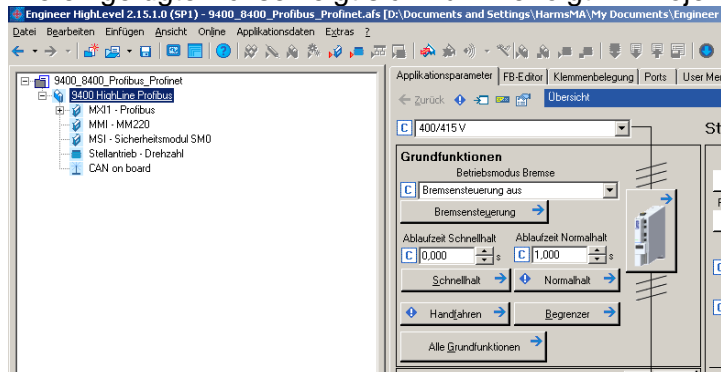 Engineer HighLevel 2.15.1.0 (SP1) - 9400_8400_Profibus_Profinet.afs [D:\Documents and Settings\HarmsMA\My Documents\Engineer
Datei Bearbeiten Einfügen Ansicht Online Applikationsdaten Extras ?
9400_8400_Profibus_Profinet
9400 HighLine Profibus
MXI1 - Profibus
MMI - MM220
MSI - Sicherheitsmodul SM0
Stellantrieb - Drehzahl
CAN on board
Applikationsparameter FB-Editor Klemmenbelegung Ports User Me
Zurück Übersicht
C 400/415 V St
Grundfunktionen
Betriebsmodus Bremse
C Bremsensteuerung aus
Bremsensteuerung
Ablaufzeit Schnellhalt Ablaufzeit Normalhalt
C 0,000 s C 1,000 s
Schnellhalt Normalhalt
Handfahren Begrenzer
Alle Grundfunktionen